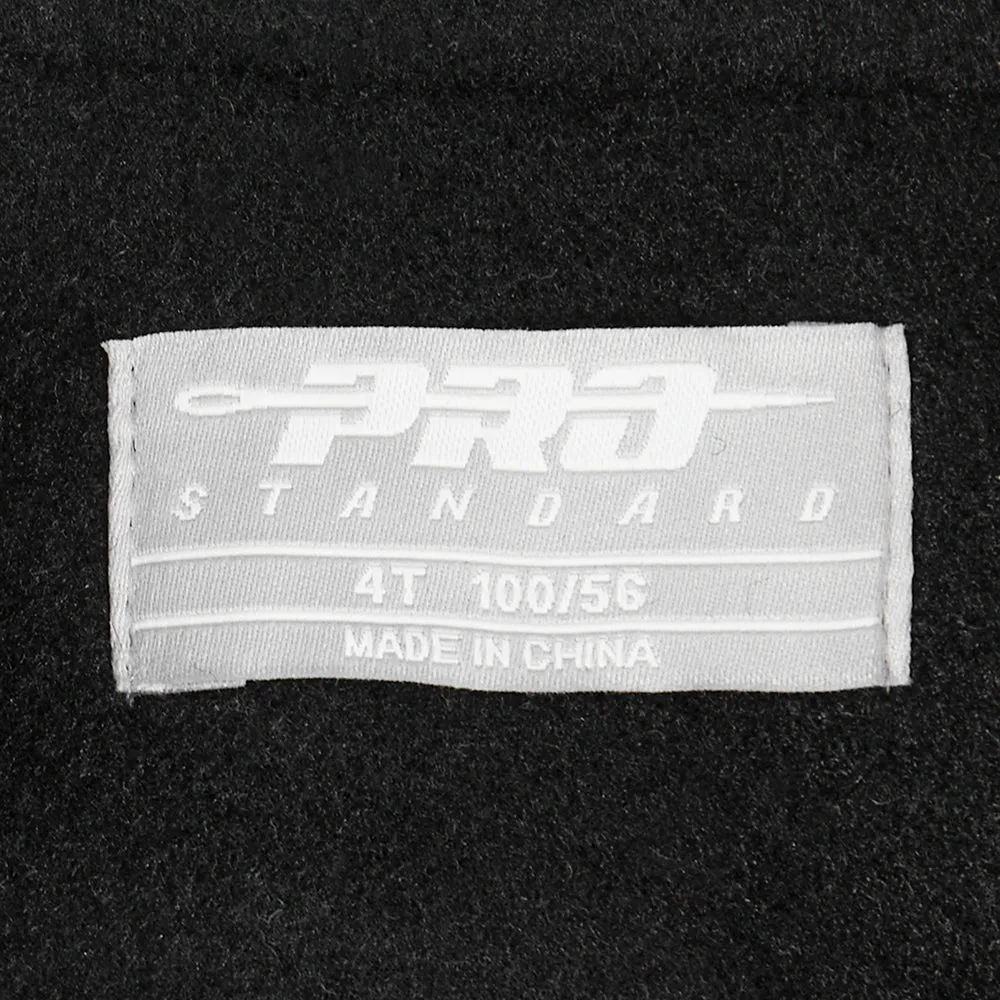 PRO
STANDARD
4T 100/56
MADE IN CHINA